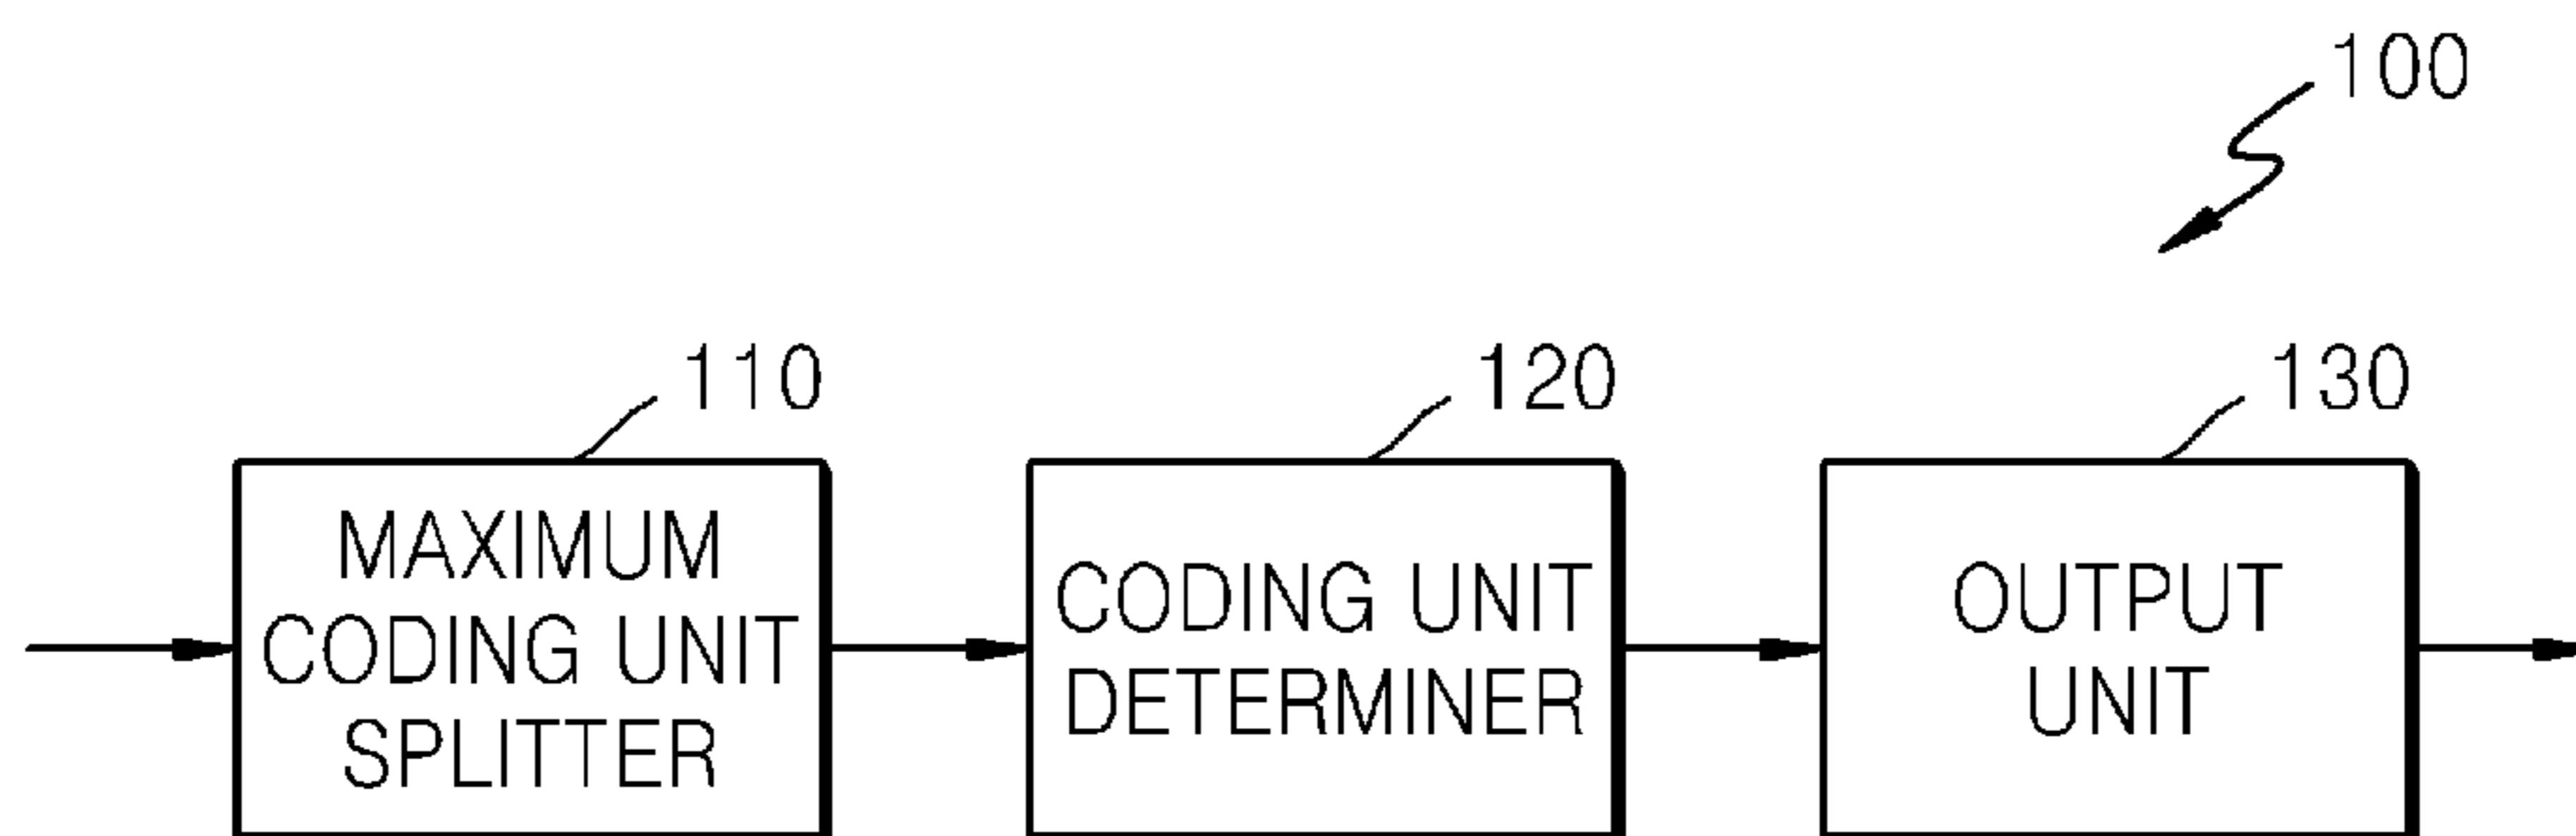 100
110
120
130
MAXIMUM
CODING UNIT
SPLITTER
CODING UNIT
DETERMINER
OUTPUT
UNIT